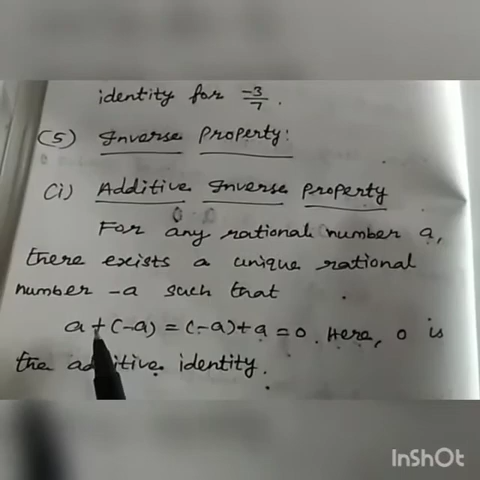 identity for -3/7.
(5) Inverse Property:
(i) Additive Inverse Property
For any rational number a,
there exists a unique rational
number -a such that
a+(-a) = (-a)+a = 0. Here, 0 is
the additive identity.
InShOt